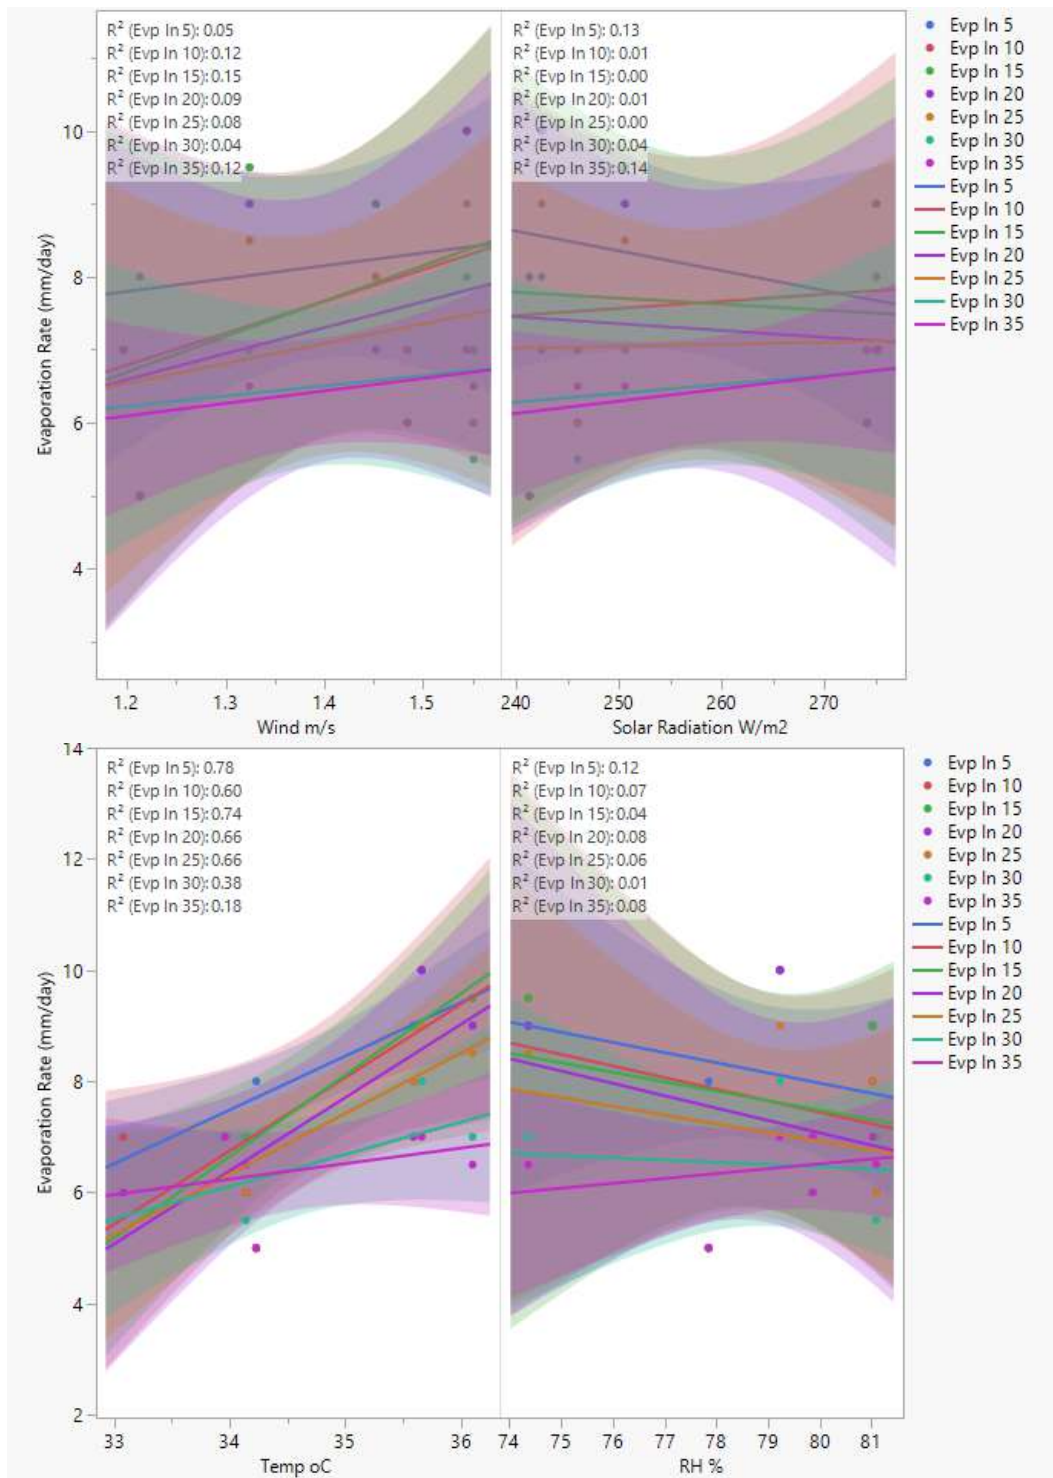 R² (Evp In 5): 0.05
R² (Evp In 10): 0.12
R² (Evp In 15): 0.15
R² (Evp In 20): 0.09
R² (Evp In 25): 0.08
R² (Evp In 30): 0.04
R² (Evp In 35): 0.12
R² (Evp In 5): 0.13
R² (Evp In 10): 0.01
R² (Evp In 15): 0.00
R² (Evp In 20): 0.01
R² (Evp In 25): 0.00
R² (Evp In 30): 0.04
R² (Evp In 35): 0.14
Evp In 5
Evp In 10
Evp In 15
Evp In 20
Evp In 25
Evp In 30
Evp In 35
Evp In 5
Evp In 10
Evp In 15
Evp In 20
Evp In 25
Evp In 30
Evp In 35
Evaporation Rate (mm/day)
10
8
6
4
1.2 1.3 1.4 1.5
Wind m/s
240 250 260 270
Solar Radiation W/m2
R² (Evp In 5): 0.78
R² (Evp In 10): 0.60
R² (Evp In 15): 0.74
R² (Evp In 20): 0.66
R² (Evp In 25): 0.66
R² (Evp In 30): 0.38
R² (Evp In 35): 0.18
R² (Evp In 5): 0.12
R² (Evp In 10): 0.07
R² (Evp In 15): 0.04
R² (Evp In 20): 0.08
R² (Evp In 25): 0.06
R² (Evp In 30): 0.01
R² (Evp In 35): 0.08
Evp In 5
Evp In 10
Evp In 15
Evp In 20
Evp In 25
Evp In 30
Evp In 35
Evp In 5
Evp In 10
Evp In 15
Evp In 20
Evp In 25
Evp In 30
Evp In 35
Evaporation Rate (mm/day)
14
12
10
8
6
4
2
33 34 35 36
Temp oC
74 75 76 77 78 79 80 81
RH %